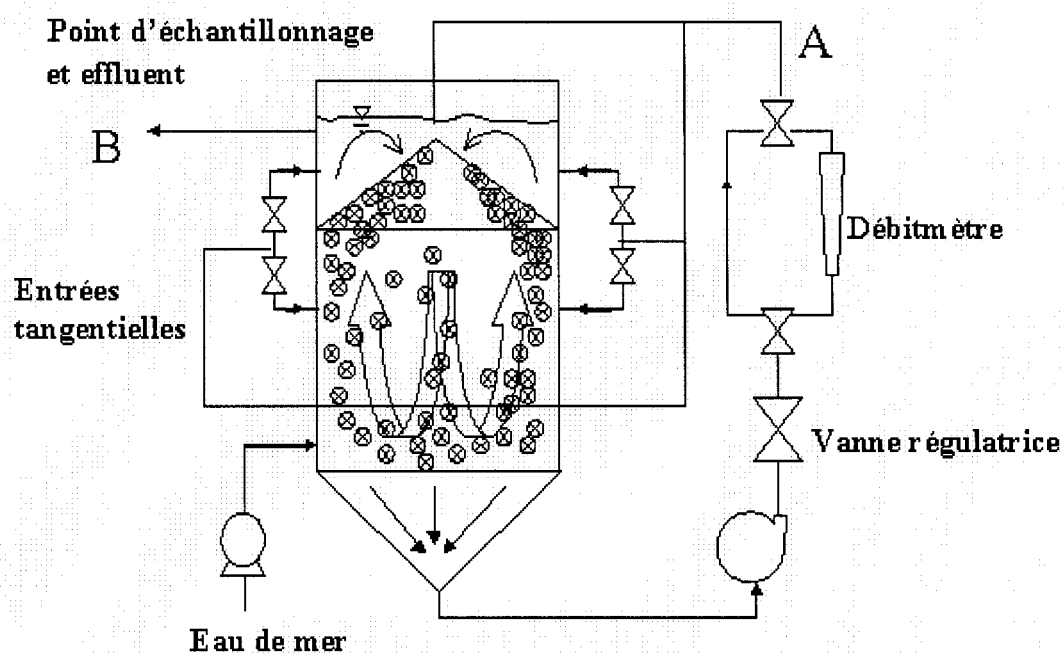 Point d'échantillonnage
et effluent
A
B
Débitmètre
Entrées
tangentielles
Vanne régulatrice
Eau de mer